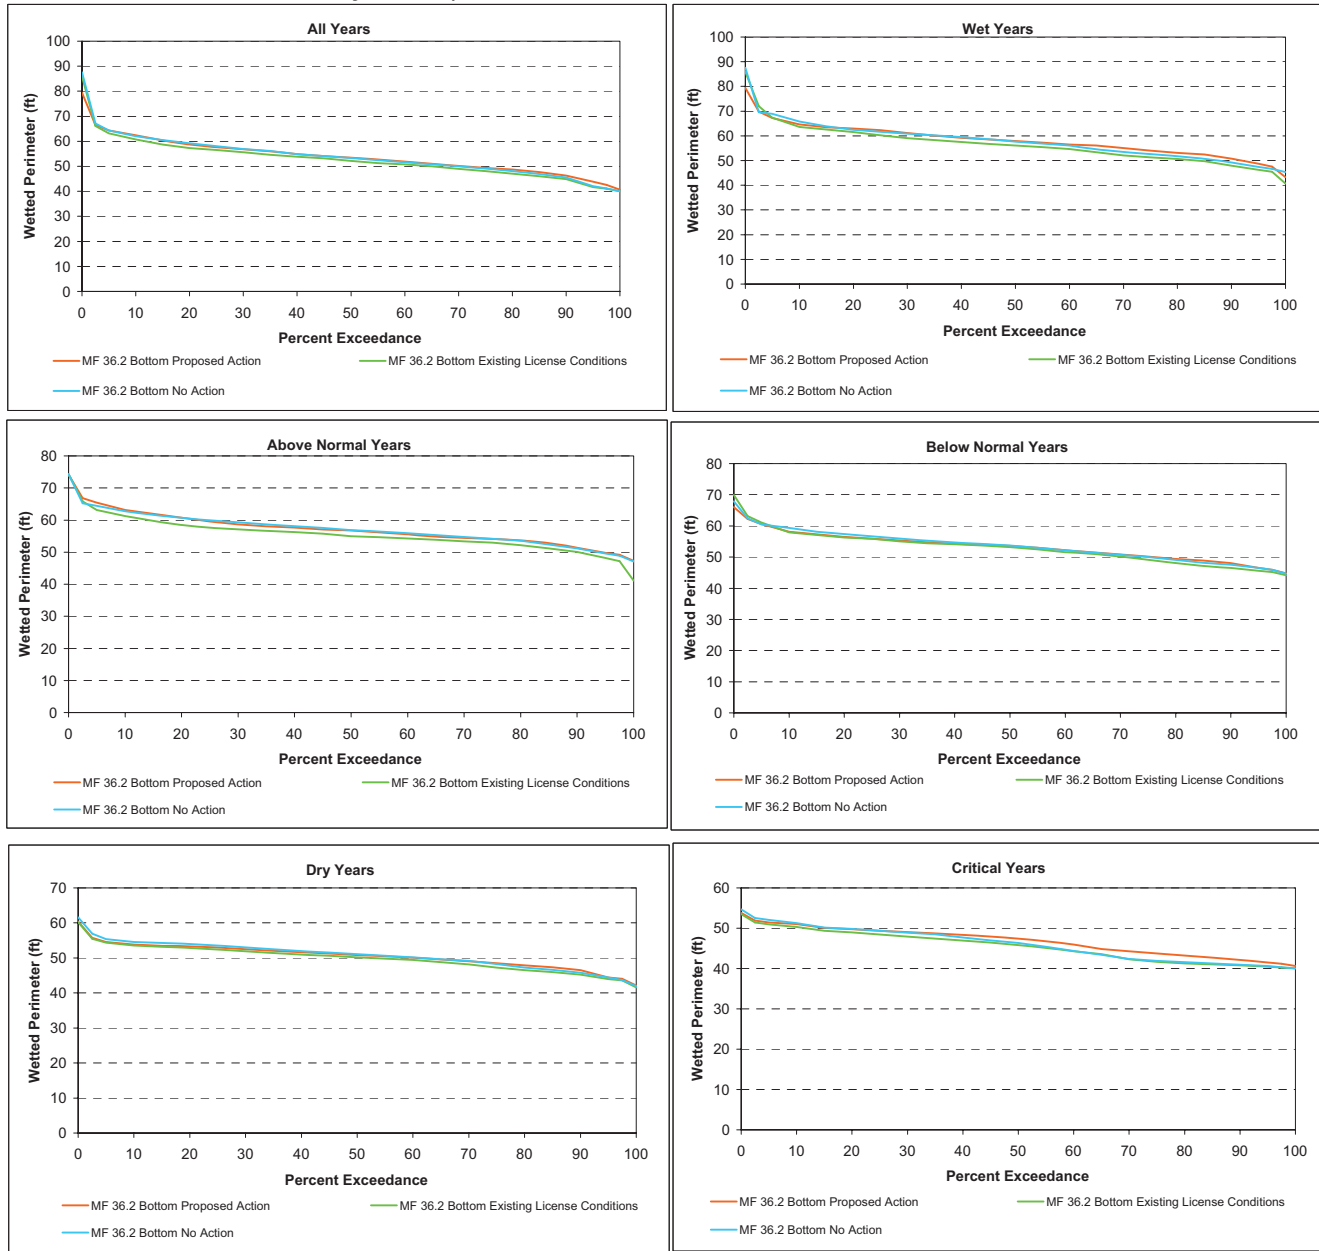 All Years
Wetted Perimeter (ft)
100
90
80
70
60
50
40
30
20
10
0
0 10 20 30 40 50 60 70 80 90 100
Percent Exceedance
MF 36.2 Bottom Proposed Action
MF 36.2 Bottom Existing License Conditions
MF 36.2 Bottom No Action
Wet Years
Wetted Perimeter (ft)
100
90
80
70
60
50
40
30
20
10
0
0 10 20 30 40 50 60 70 80 90 100
Percent Exceedance
MF 36.2 Bottom Proposed Action
MF 36.2 Bottom Existing License Conditions
MF 36.2 Bottom No Action
Above Normal Years
Wetted Perimeter (ft)
80
70
60
50
40
30
20
10
0
0 10 20 30 40 50 60 70 80 90 100
Percent Exceedance
MF 36.2 Bottom Proposed Action
MF 36.2 Bottom Existing License Conditions
MF 36.2 Bottom No Action
Below Normal Years
Wetted Perimeter (ft)
80
70
60
50
40
30
20
10
0
0 10 20 30 40 50 60 70 80 90 100
Percent Exceedance
MF 36.2 Bottom Proposed Action
MF 36.2 Bottom Existing License Conditions
MF 36.2 Bottom No Action
Dry Years
Wetted Perimeter (ft)
70
60
50
40
30
20
10
0
0 10 20 30 40 50 60 70 80 90 100
Percent Exceedance
MF 36.2 Bottom Proposed Action
MF 36.2 Bottom Existing License Conditions
MF 36.2 Bottom No Action
Critical Years
Wetted Perimeter (ft)
60
50
40
30
20
10
0
0 10 20 30 40 50 60 70 80 90 100
Percent Exceedance
MF 36.2 Bottom Proposed Action
MF 36.2 Bottom Existing License Conditions
MF 36.2 Bottom No Action